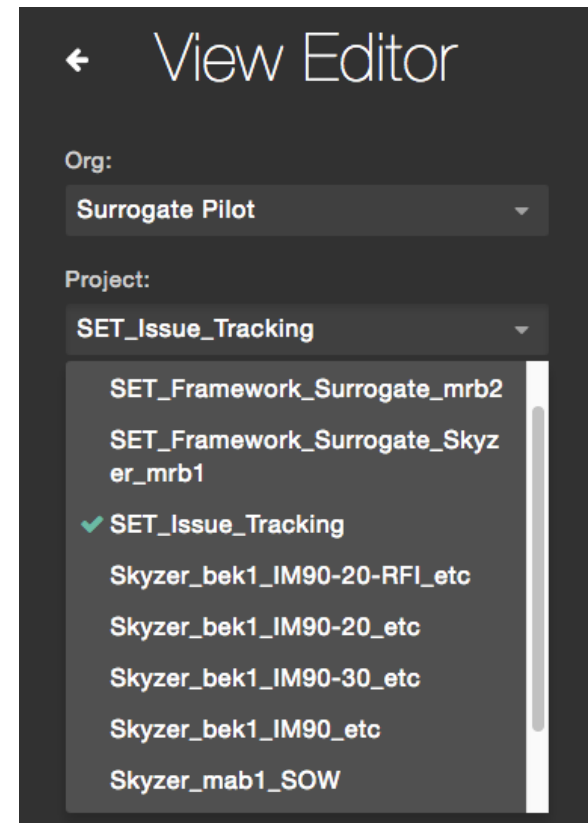 View Editor
Org:
Surrogate Pilot
Project:
SET_Issue_Tracking
SET_Framework_Surrogate_mrb2
SET_Framework_Surrogate_Skyz
er_mrb1
SET_Issue_Tracking
Skyzer_bek1_IM90-20-RFI_etc
Skyzer_bek1_IM90-20_etc
Skyzer_bek1_IM90-30_etc
Skyzer_bek1_IM90_etc
Skyzer_mab1_SOW